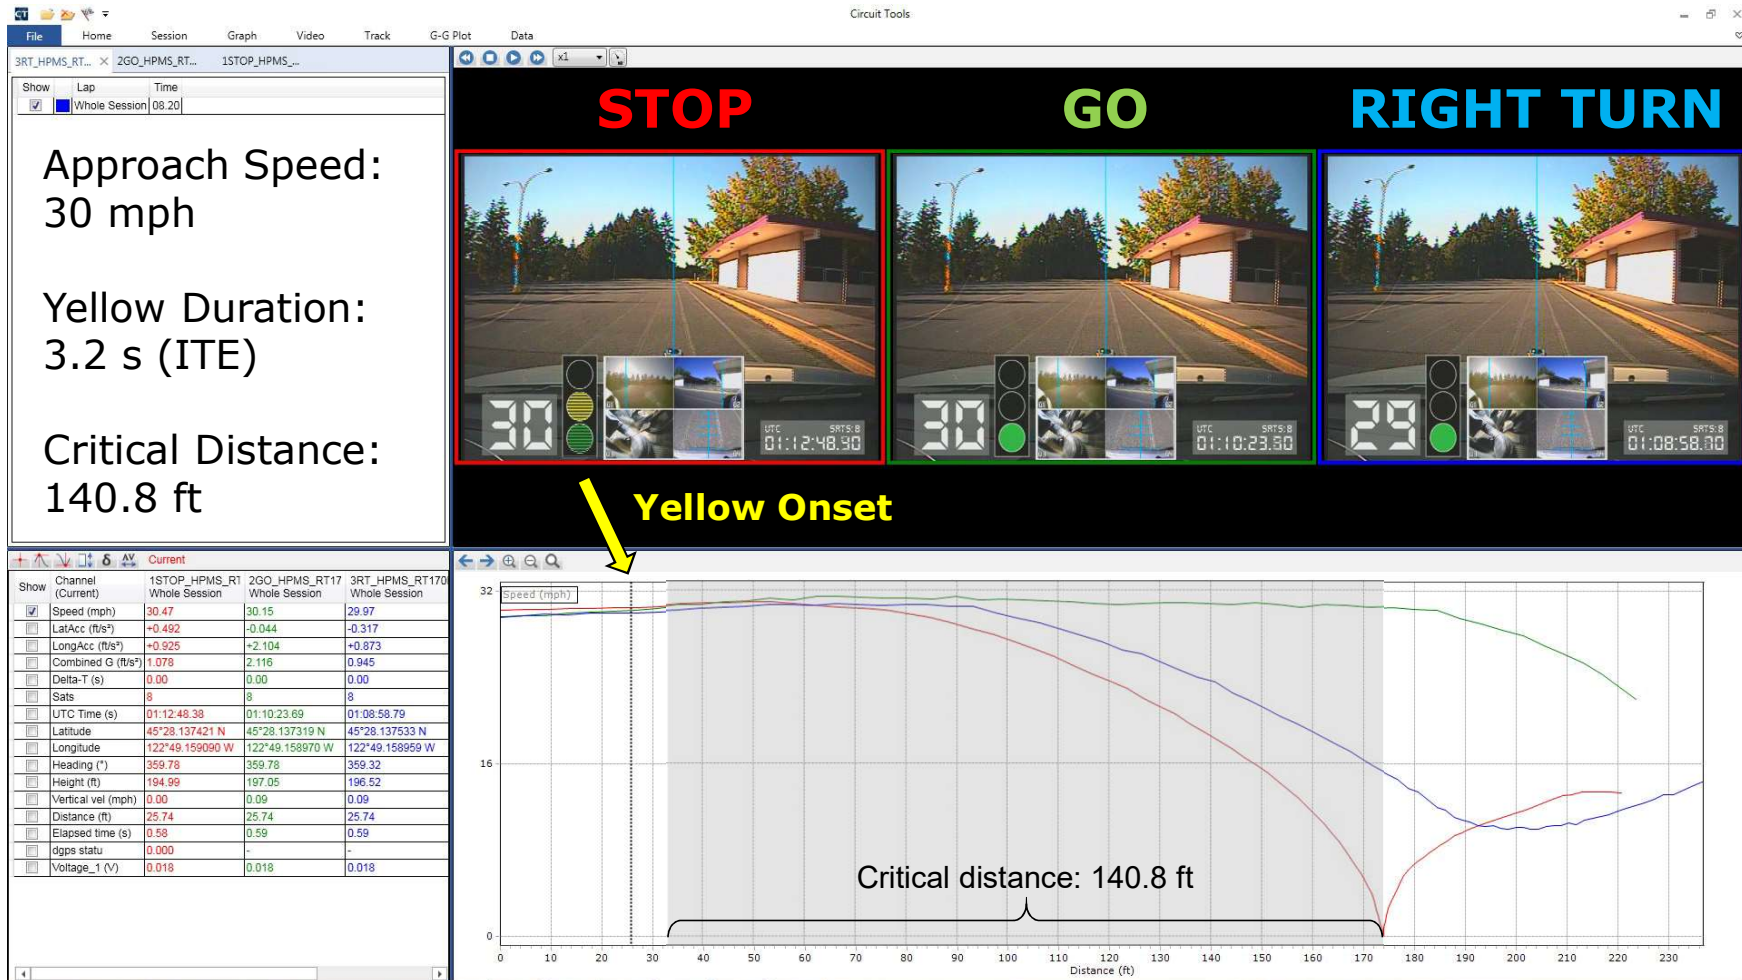 CT
Circuit Tools
File Home Session Graph Video Track G-G Plot Data
3RT_HPMS_RT... 2GO_HPMS_RT... 1STOP_HPMS_...
x1
Show Lap Time
Whole Session 08.20
Approach Speed:
30 mph
Yellow Duration:
3.2 s (ITE)
Critical Distance:
140.8 ft
STOP GO RIGHT TURN
30
UTC SATS:8
01:12:48.90
30
UTC SATS:8
29
UTC SATS:8
Yellow Onset
δ ΔV Current
Show Channel (Current) 1STOP_HPMS_RT Whole Session 2GO_HPMS_RT17 Whole Session 3RT_HPMS_RT170 Whole Session
Speed (mph) 30.47 30.15 29.97
LatAcc (ft/s²) +0.492 -0.044 -0.317
LongAcc (ft/s²) +0.925 +2.104 +0.873
Combined G (ft/s²) 1.078 2.116 0.945
Delta-T (s) 0.00 0.00 0.00
Sats 8 8 8
UTC Time (s) 01:12:48.38 01:10:23.69 01:08:58.79
Latitude 45°28.137421 N 45°28.137319 N 45°28.137533 N
Longitude 122°49.159090 W 122°49.158970 W 122°49.158959 W
Heading (°) 359.78 359.78 359.32
Height (ft) 194.99 197.05 196.52
Vertical vel (mph) 0.00 0.09 0.09
Distance (ft) 25.74 25.74 25.74
Elapsed time (s) 0.58 0.59 0.59
dgps statu 0.000 - -
Voltage_1 (V) 0.018 0.018 0.018
Speed (mph)
32
16
0
Critical distance: 140.8 ft
0 10 20 30 40 50 60 70 80 90 100 110 120 130 140 150 160 170 180 190 200 210 220 230
Distance (ft)